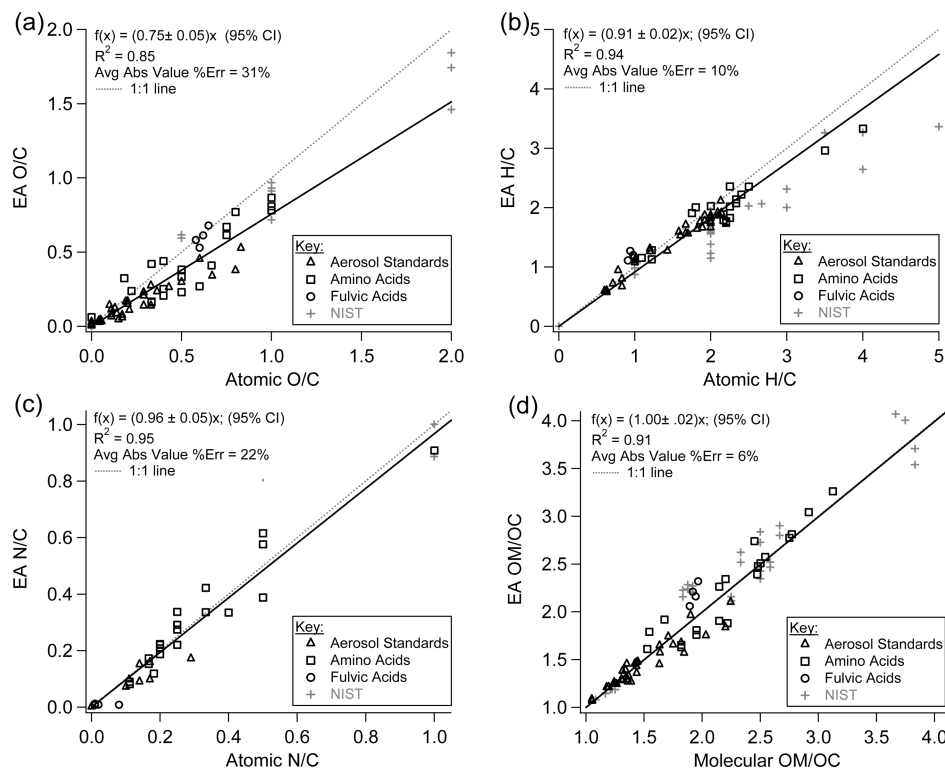 (a)
2.0
1.5
1.0
0.5
0.0
EA O/C
f(x) = (0.75± 0.05)x (95% CI)
R2 = 0.85
Avg Abs Value %Err = 31%
1:1 line
Key:
Aerosol Standards
Amino Acids
Fulvic Acids
NIST
0.0 0.5 1.0 1.5 2.0
Atomic O/C
(b)
5
4
3
2
1
0
EA H/C
f(x) = (0.91 ± 0.02)x; (95% CI)
R2 = 0.94
Avg Abs Value %Err = 10%
1:1 line
Key:
Aerosol Standards
Amino Acids
Fulvic Acids
NIST
0 1 2 3 4 5
Atomic H/C
(c)
1.0
0.8
0.6
0.4
0.2
0.0
EA N/C
f(x) = (0.96 ± 0.05)x; (95% CI)
R2 = 0.95
Avg Abs Value %Err = 22%
1:1 line
Key:
Aerosol Standards
Amino Acids
Fulvic Acids
NIST
0.0 0.2 0.4 0.6 0.8 1.0
Atomic N/C
(d)
4.0
3.5
3.0
2.5
2.0
1.5
1.0
EA OM/OC
f(x) = (1.00± .02)x; (95% CI)
R2 = 0.91
Avg Abs Value %Err = 6%
1:1 line
Key:
Aerosol Standards
Amino Acids
Fulvic Acids
NIST
1.0 1.5 2.0 2.5 3.0 3.5 4.0
Molecular OM/OC